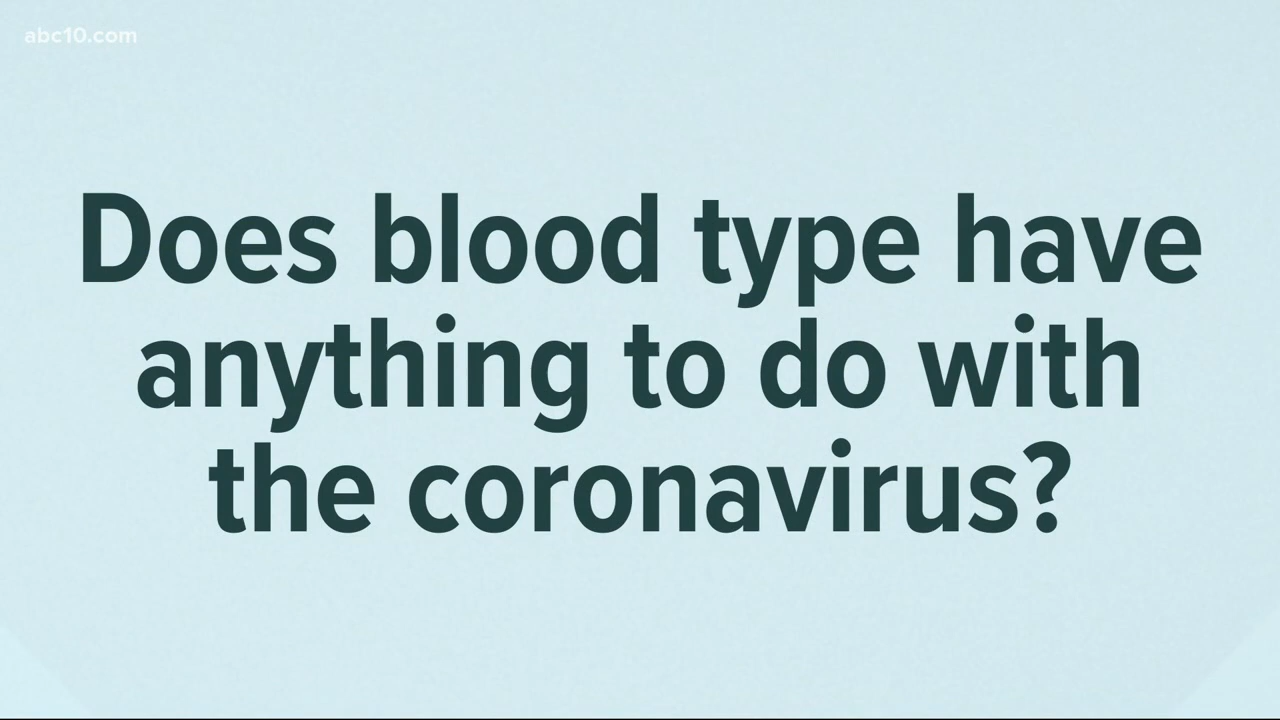 abc10.com
Does blood type have
anything to do with
the coronavirus?